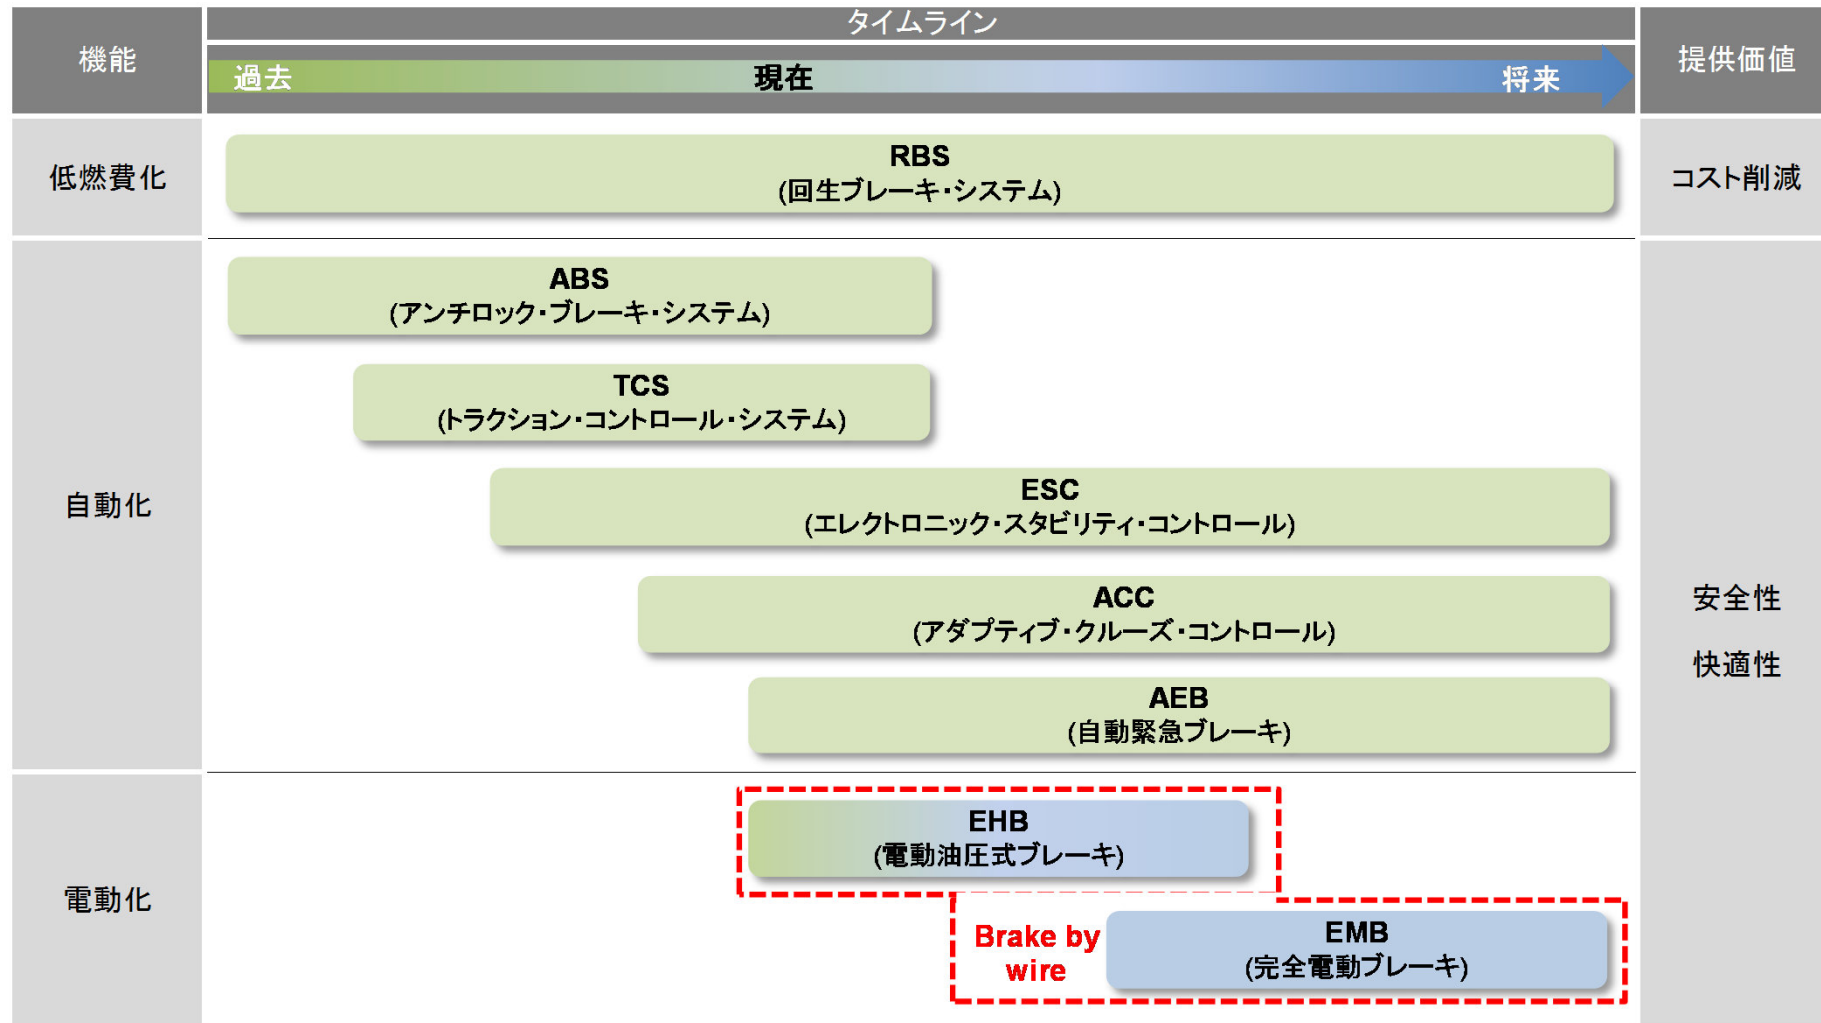 機能
タイムライン
提供価値
過去
現在
将来
低燃費化
RBS
(回生ブレーキ・システム)
コスト削減
自動化
ABS
(アンチロック・ブレーキ・システム)
TCS
(トラクション・コントロール・システム)
ESC
(エレクトロニック・スタビリティ・コントロール)
ACC
(アダプティブ・クルーズ・コントロール)
AEB
(自動緊急ブレーキ)
安全性
快適性
電動化
EHB
(電動油圧式ブレーキ)
Brake by
wire
EMB
(完全電動ブレーキ)